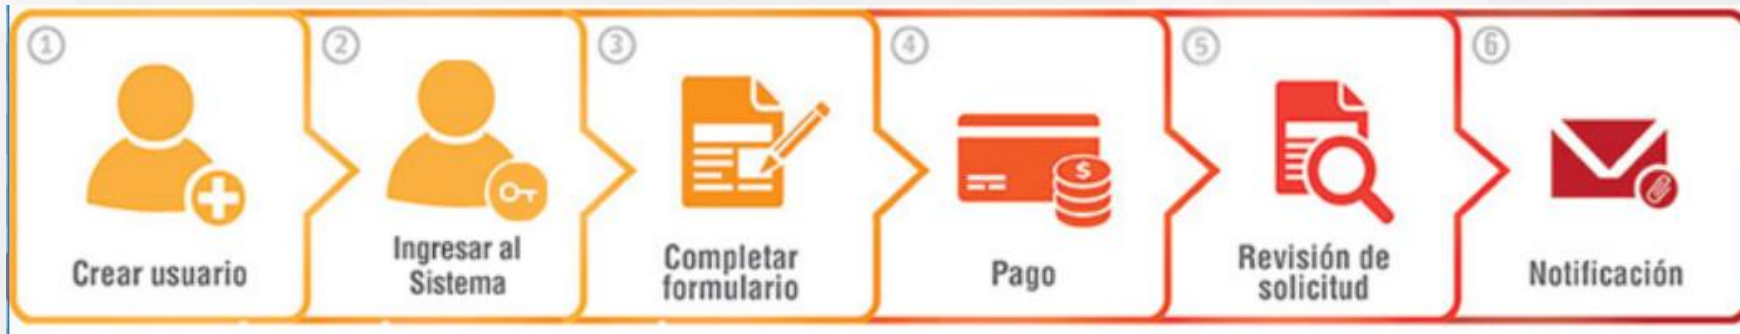 1
Crear usuario
2
Ingresar al
Sistema
3
Completar
formulario
4
$
Pago
5
Revisión de
solicitud
6
Notificación